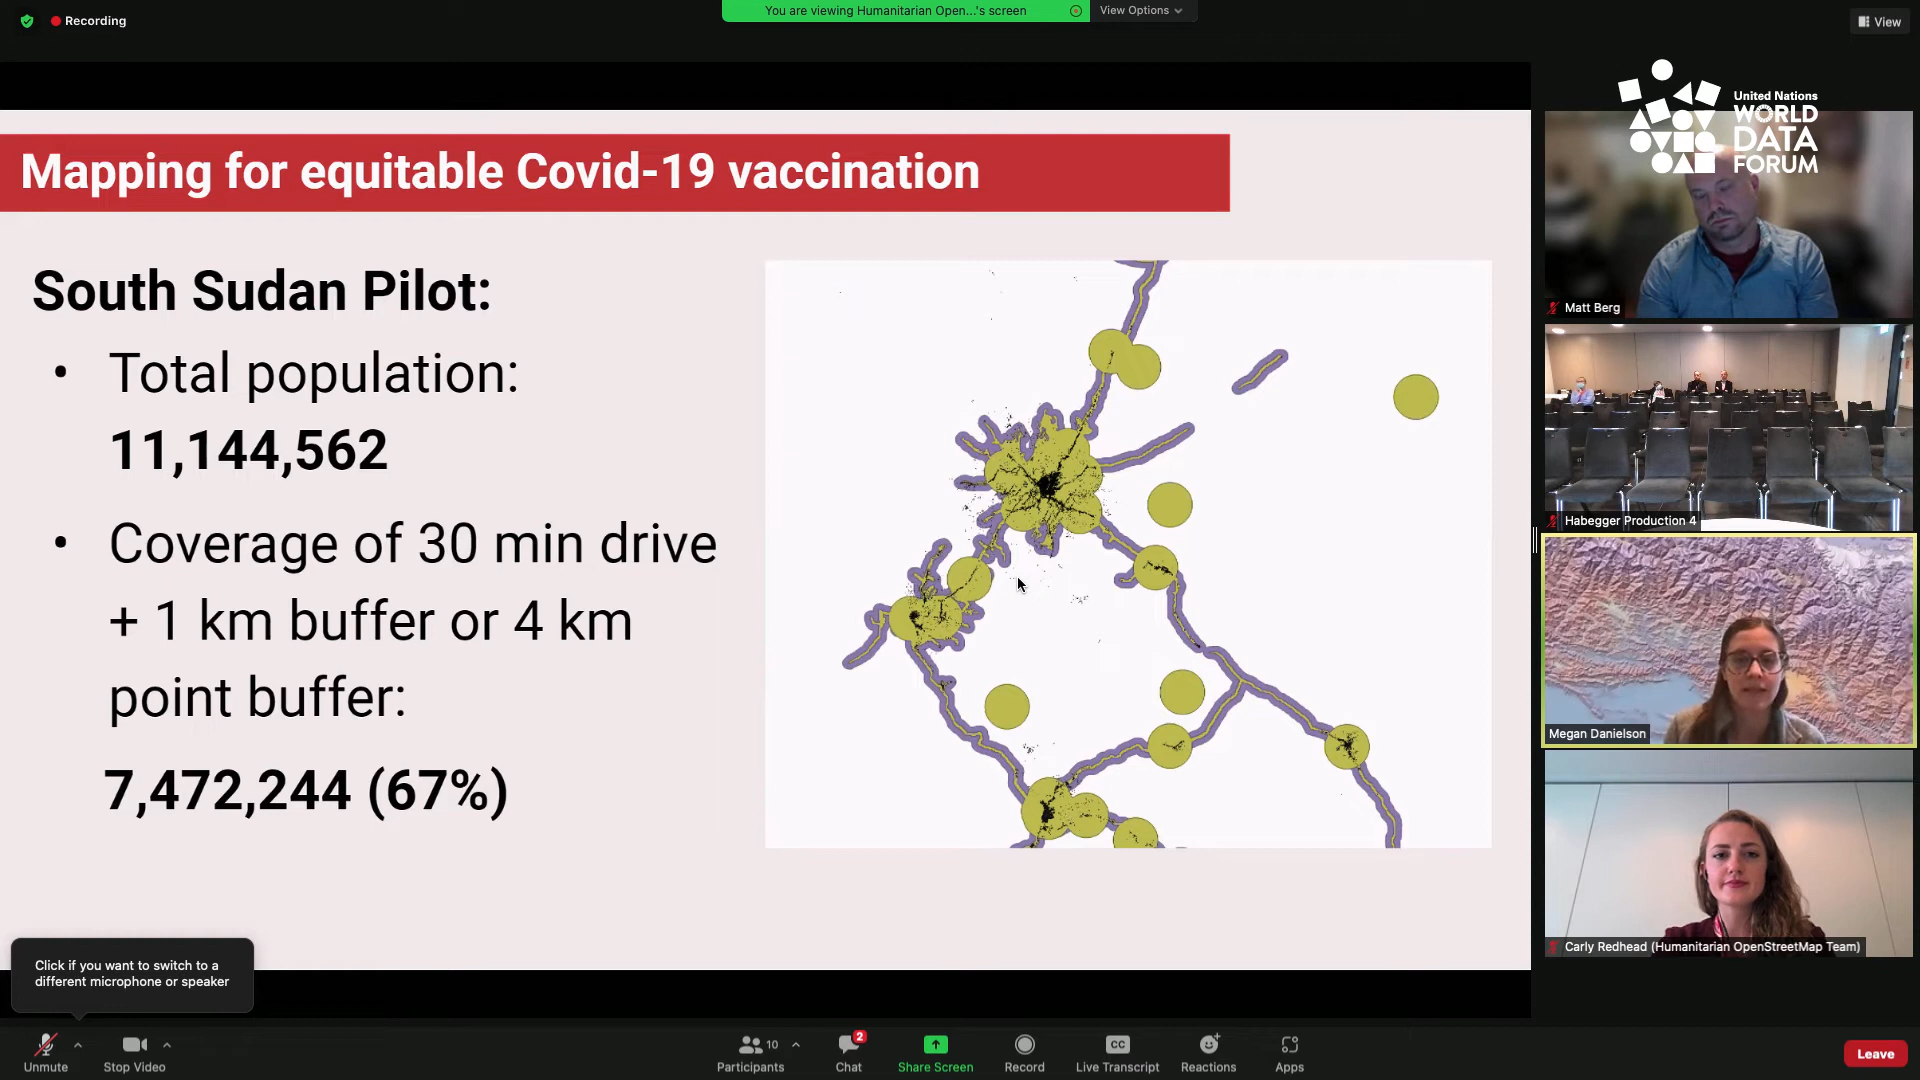 Recording
You are viewing Humanitarian Open...'s screen
View Options
View
United Nations
WORLD
DATA
FORUM
Mapping for equitable Covid-19 vaccination
South Sudan Pilot:
• Total population:
11,144,562
• Coverage of 30 min drive
+ 1 km buffer or 4 km
point buffer:
7,472,244 (67%)
Matt Berg
Habegger Production 4
Megan Danielson
Carly Redhead (Humanitarian OpenStreetMap Team)
Click if you want to switch to a
different microphone or speaker
Unmute
Stop Video
10
Participants
2
Chat
Share Screen
Record
CC
Live Transcript
Reactions
Apps
Leave